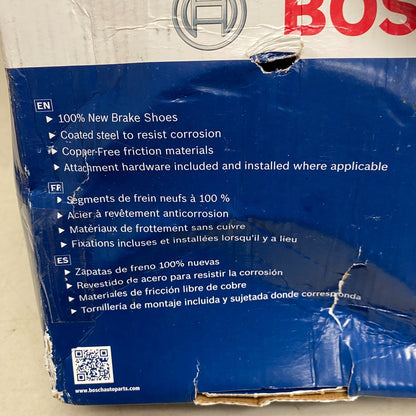 BOS
EN
100% New Brake Shoes
Coated steel to resist corrosion
Copper-Free friction materials
Attachment hardware included and installed where applicable
FR
Segments de frein neufs à 100 %
Acier à revêtement anticorrosion
Matériaux de frottement sans cuivre
Fixations incluses et installées lorsqu'il y a lieu
ES
Zapatas de freno 100% nuevas
Revestido de acero para resistir la corrosión
Materiales de fricción libre de cobre
Tornillería de montaje incluida y sujetada donde corresponda
www.boschautoparts.com